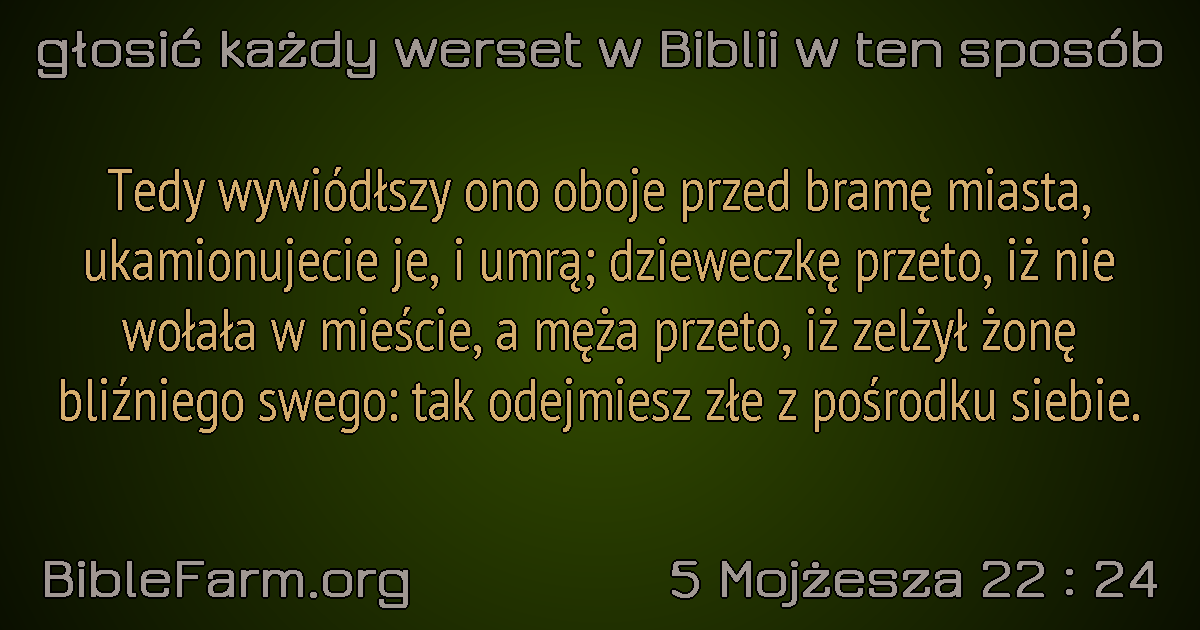 głosić każdy werset w Biblii w ten sposób
Tedy wywiódłszy ono oboje przed bramę miasta,
ukamionujecie je, i umrą; dzieweczkę przeto, iż nie
wołała w mieście, a męża przeto, iż zelżył żonę
bliźniego swego: tak odejmiesz złe z pośrodku siebie.
BibleFarm.org
5 Mojżesza 22 : 24